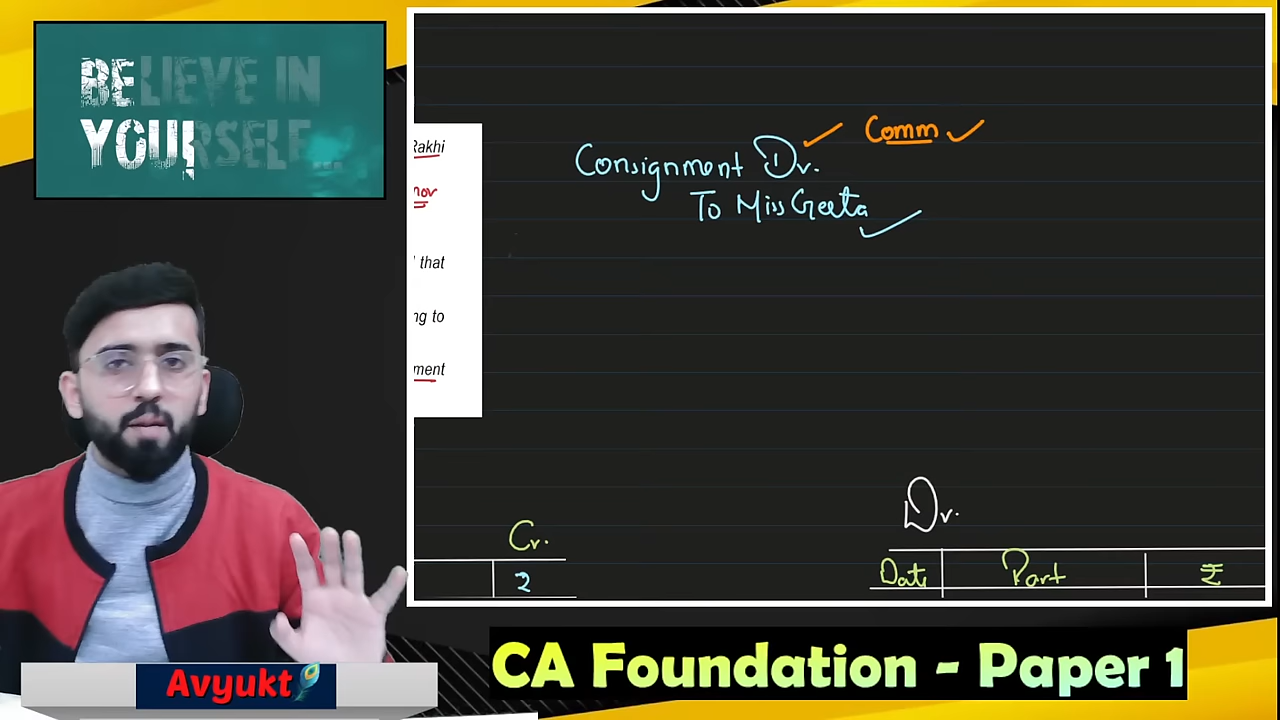 BELIEVE IN
YOURSELF...
Rakhi
Comm
Consignment Dr.
To Miss Geeta
that
ng to
ment
Cr.
2
Dr.
Date Part ₹
Avyukt
CA Foundation - Paper 1